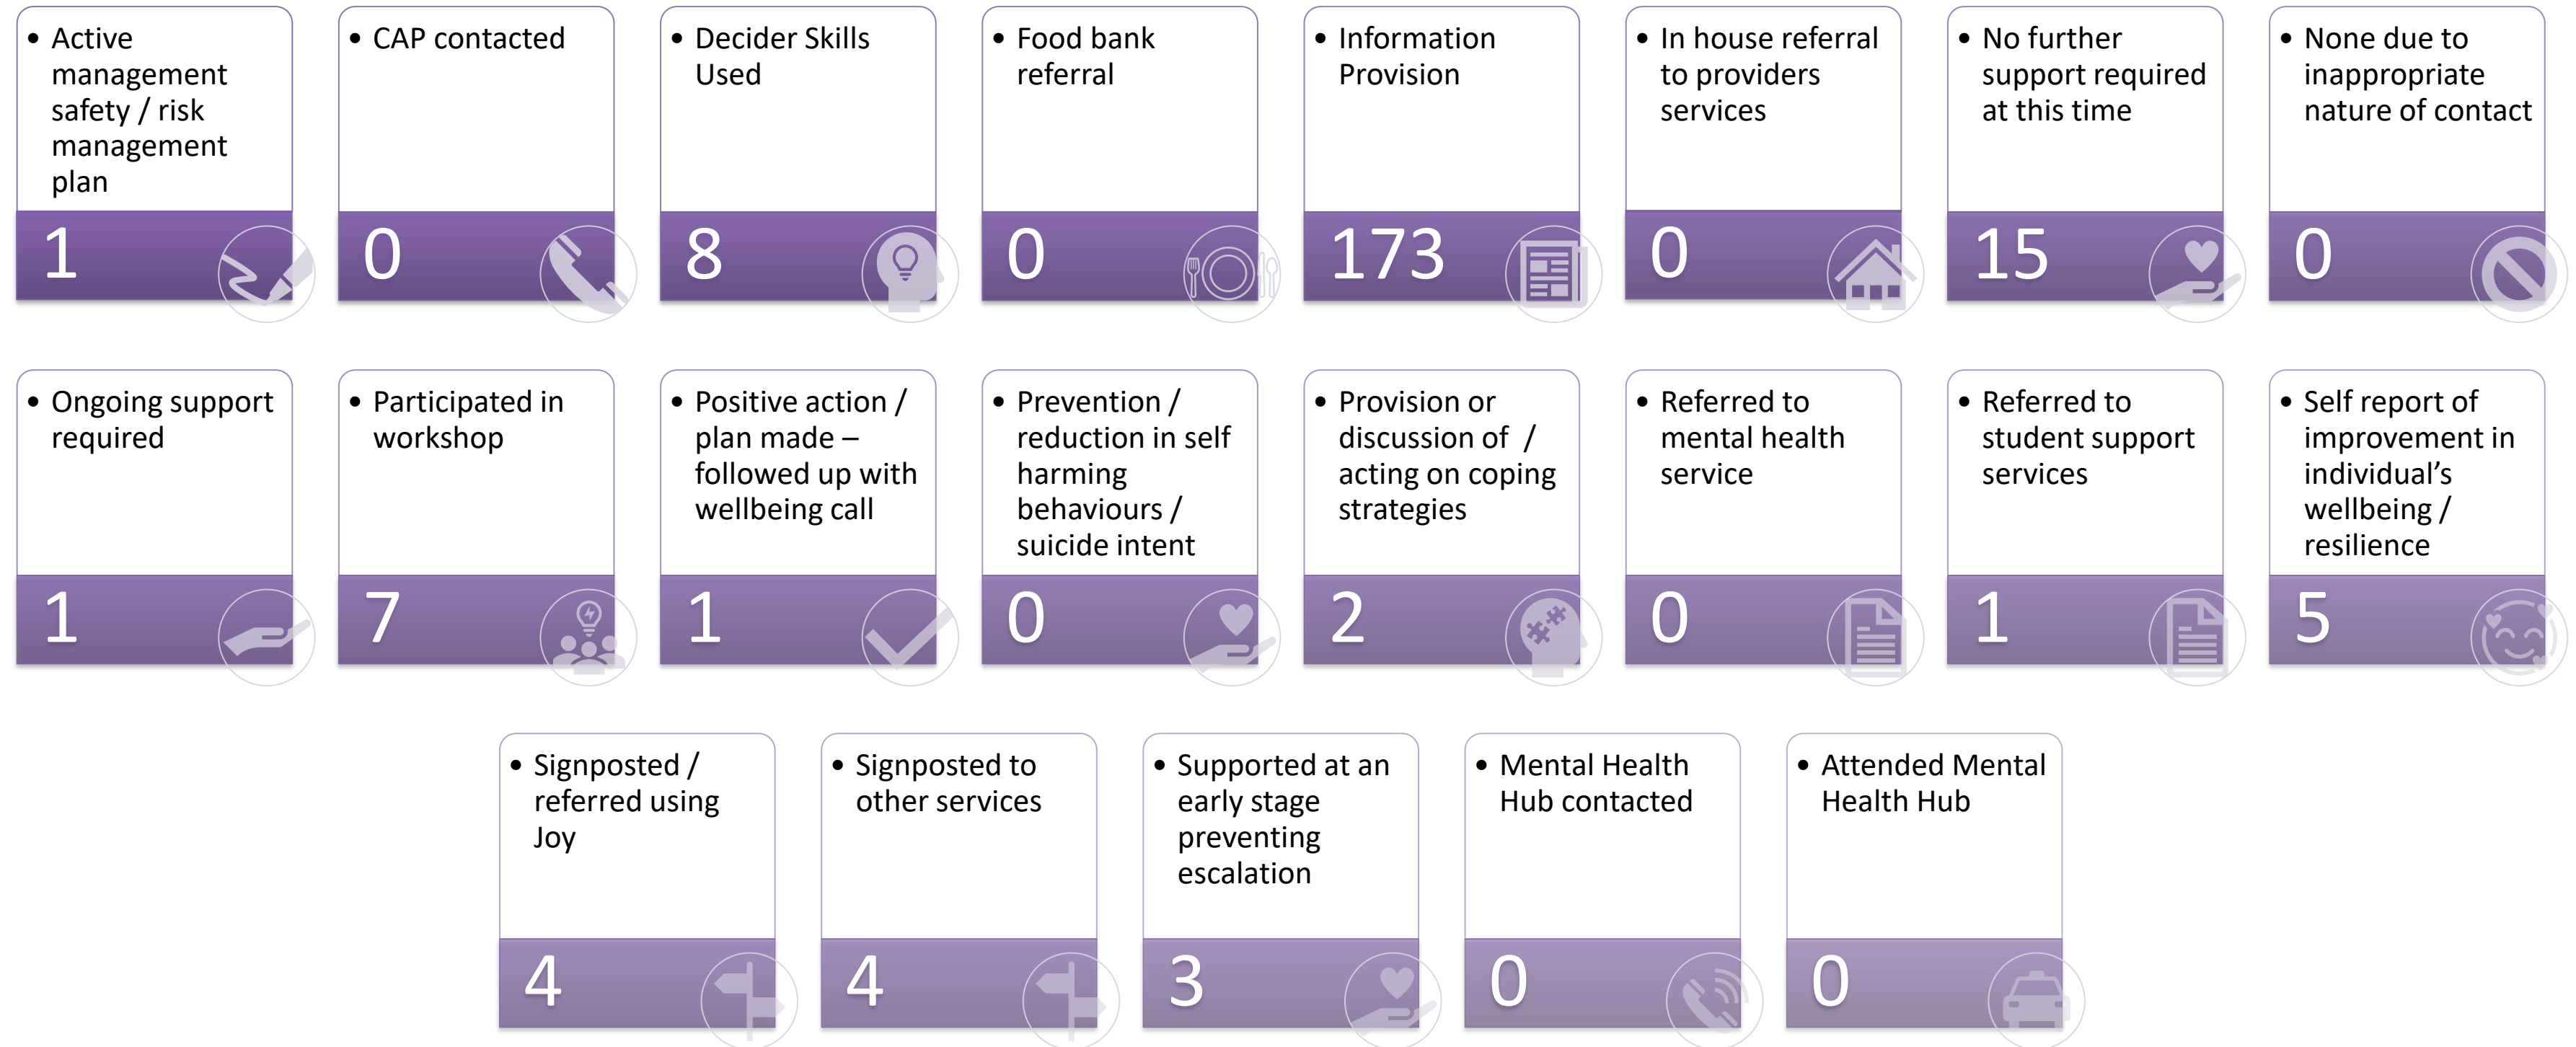 • Active
management
safety / risk
management
plan
1
• CAP contacted
0
• Decider Skills
Used
8
• Food bank
referral
0
• Information
Provision
173
• In house referral
to providers
services
0
• No further
support required
at this time
15
• None due to
inappropriate
nature of contact
0
• Ongoing support
required
1
• Participated in
workshop
7
• Positive action /
plan made –
followed up with
wellbeing call
1
• Prevention /
reduction in self
harming
behaviours /
suicide intent
0
• Provision or
discussion of /
acting on coping
strategies
2
• Referred to
mental health
service
0
• Referred to
student support
services
1
• Self report of
improvement in
individual’s
wellbeing /
resilience
5
• Signposted /
referred using
Joy
4
• Signposted to
other services
4
• Supported at an
early stage
preventing
escalation
3
• Mental Health
Hub contacted
0
• Attended Mental
Health Hub
0